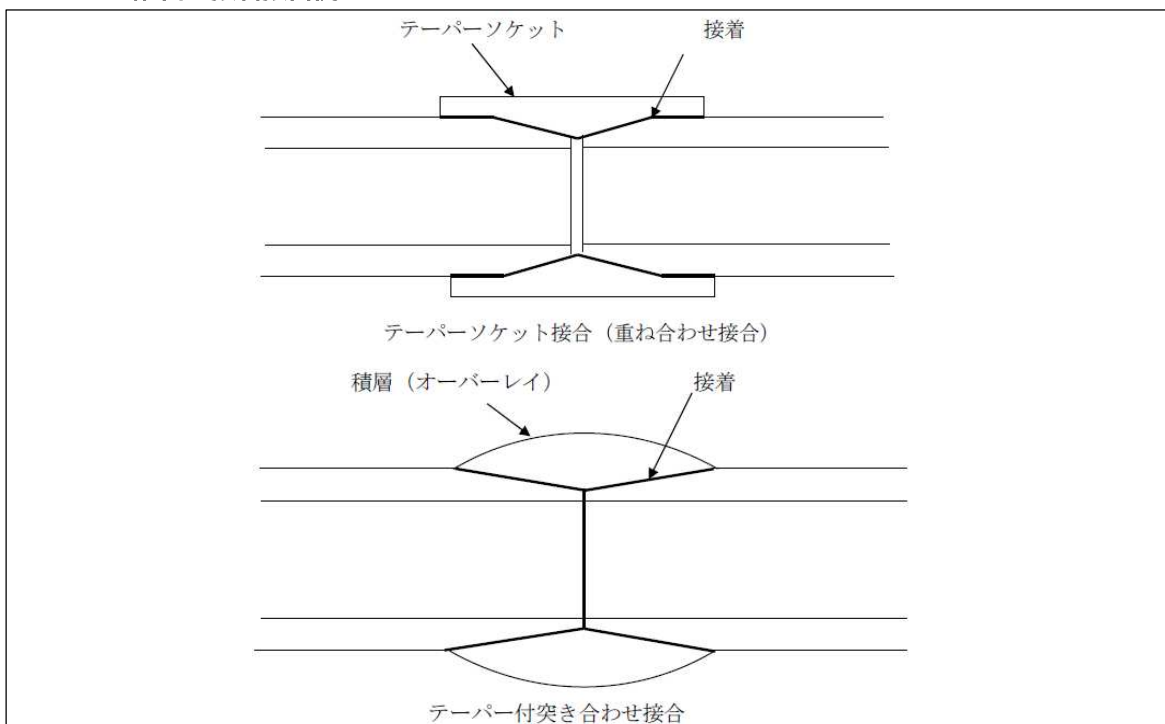 テーパーソケット
接着
テーパーソケット接合（重ね合わせ接合）
積層（オーバーレイ）
接着
テーパー付突き合わせ接合